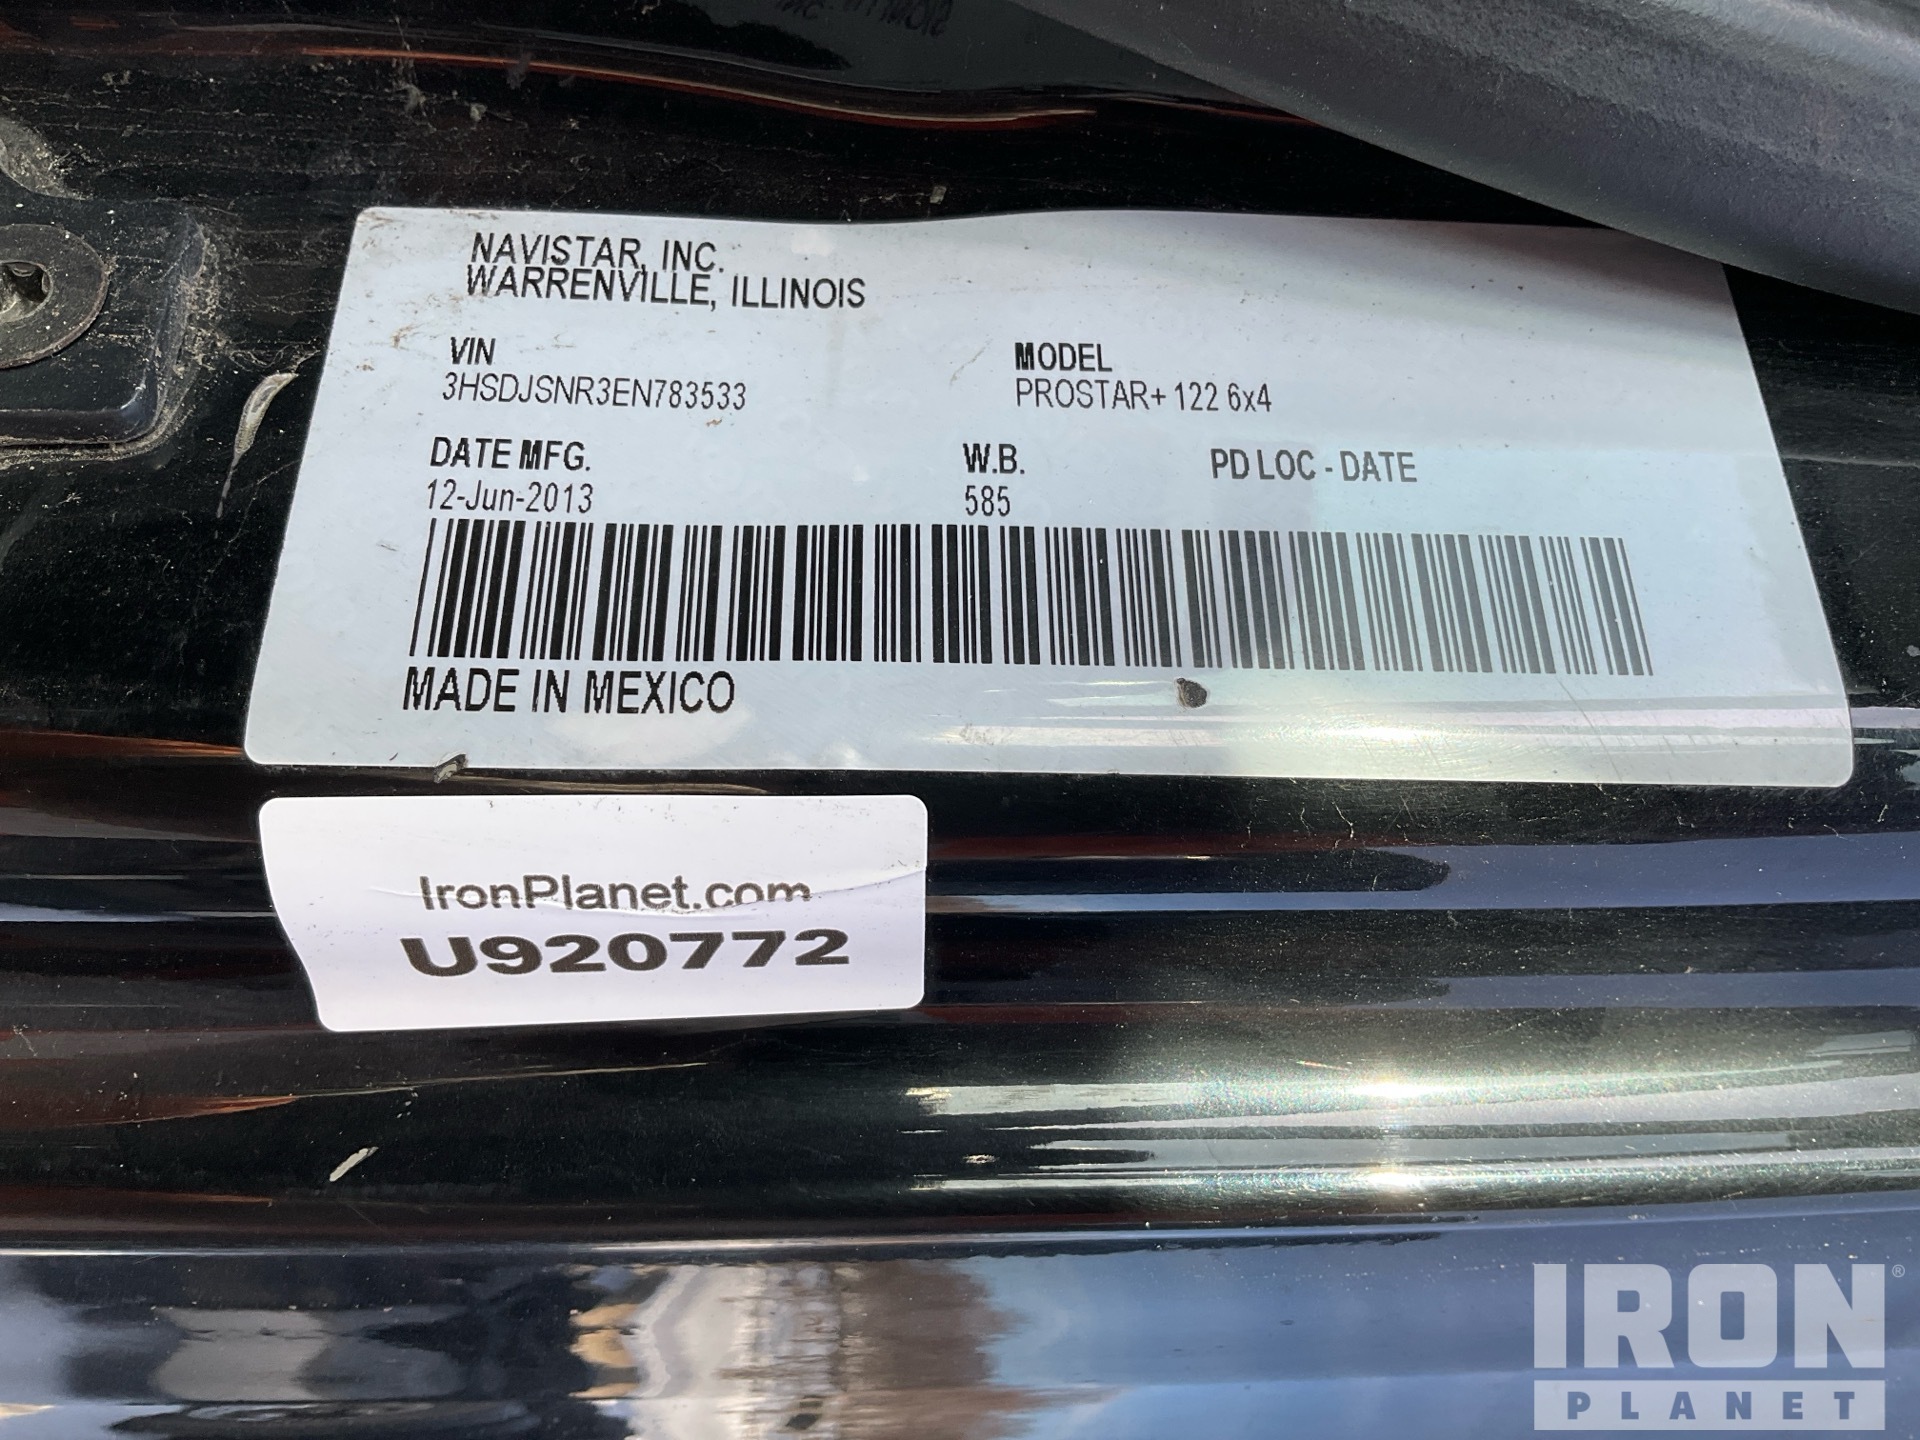 NAVISTAR, INC.
WARRENVILLE, ILLINOIS
VIN
3HSDJSNR3EN783533
MODEL
PROSTAR+ 122 6x4
DATE MFG.
12-Jun-2013
W.B.
585
PD LOC - DATE
MADE IN MEXICO
IronPlanet.com
U920772
IRON®
PLANET